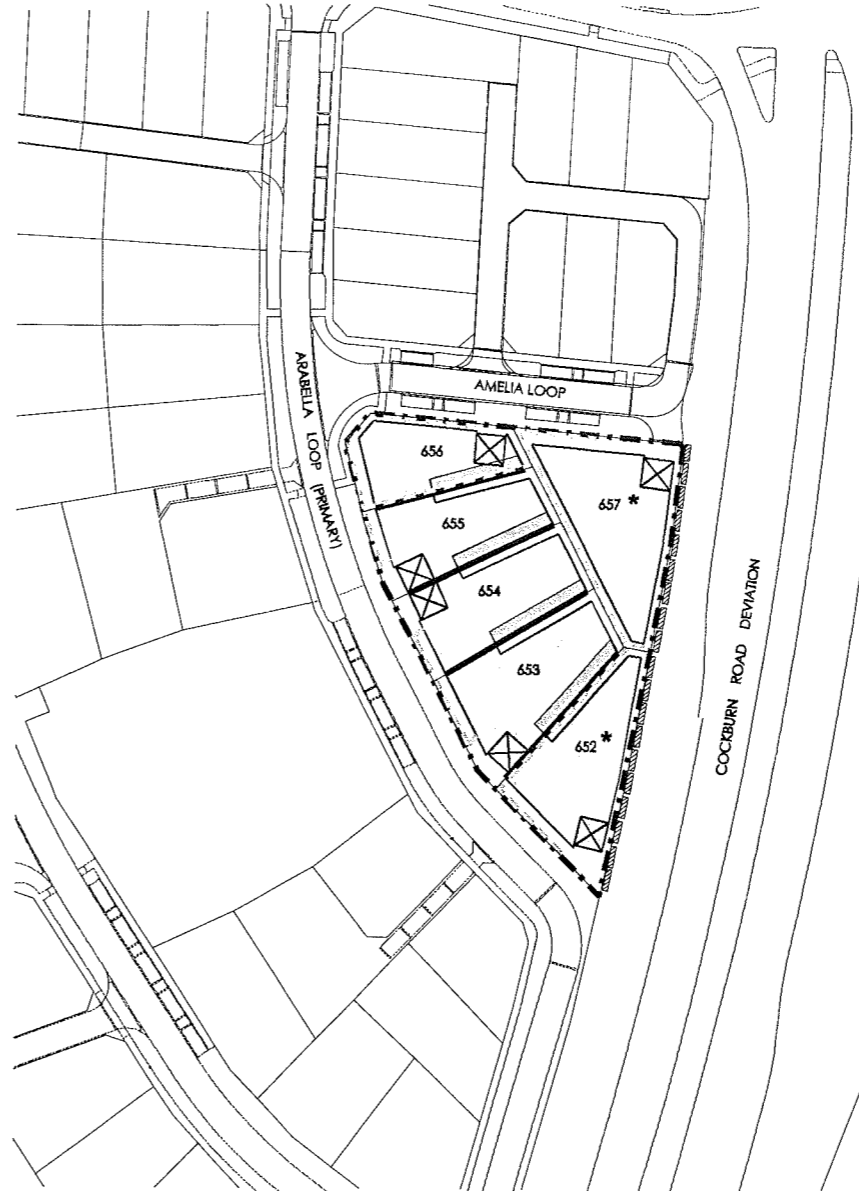 ARABELLA LOOP (PRIMARY)
AMELIA LOOP
656
657 *
655
654
653
652 *
COCKBURN ROAD DEVIATION